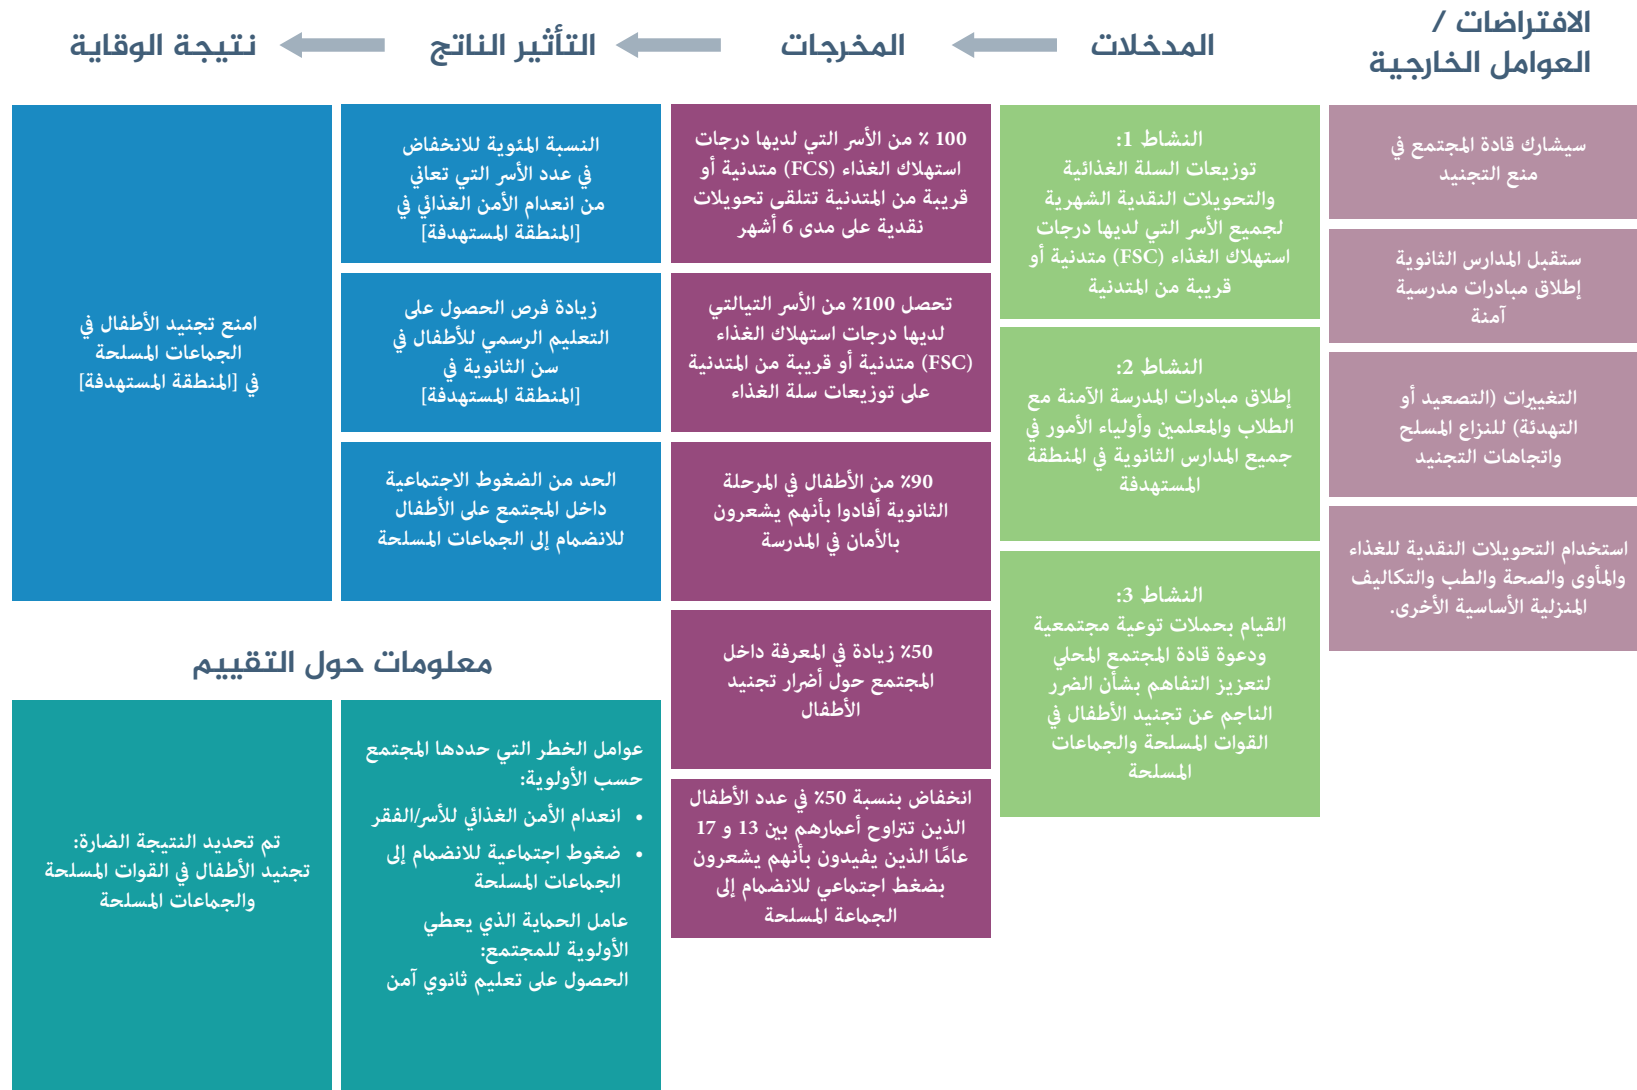 الافتراضات /
العوامل الخارجية
المدخلات
المخرجات
التأثير الناتج
نتيجة الوقاية
سيشارك قادة المجتمع في
منع التجنيد
ستقبل المدارس الثانوية
إطلاق مبادرات مدرسية
آمنة
التغييرات (التصعيد أو
التهدئة) للنزاع المسلح
واتجاهات التجنيد
استخدام التحويلات النقدية للغذاء
والمأوى والصحة والطب والتكاليف
المنزلية الأساسية الأخرى.
النشاط 1:
توزيعات السلة الغذائية
والتحويلات النقدية الشهرية
لجميع الأسر التي لديها درجات
استهلاك الغذاء (FSC) متدنية أو
قريبة من المتدنية
النشاط 2:
إطلاق مبادرات المدرسة الآمنة مع
الطلاب والمعلمين وأولياء الأمور في
جميع المدارس الثانوية في المنطقة
المستهدفة
النشاط 3:
القيام بحملات توعية مجتمعية
ودعوة قادة المجتمع المحلي
لتعزيز التفاهم بشأن الضرر
الناجم عن تجنيد الأطفال في
القوات المسلحة والجماعات
المسلحة
100 ٪ من الأسر التي لديها درجات
استهلاك الغذاء (FCS) متدنية أو
قريبة من المتدنية تتلقى تحويلات
نقدية على مدى 6 أشهر
تحصل 100٪ من الأسر التيالتي
لديها درجات استهلاك الغذاء
(FSC) متدنية أو قريبة من المتدنية
على توزيعات سلة الغذاء
90٪ من الأطفال في المرحلة
الثانوية أفادوا بأنهم يشعرون
بالأمان في المدرسة
50٪ زيادة في المعرفة داخل
المجتمع حول أضرار تجنيد
الأطفال
انخفاض بنسبة 50٪ في عدد الأطفال
الذين تتراوح أعمارهم بين 13 و 17
عامًا الذين يفيدون بأنهم يشعرون
بضغط اجتماعي للانضمام إلى
الجماعة المسلحة
النسبة المئوية للانخفاض
في عدد الأسر التي تعاني
من انعدام الأمن الغذائي في
[المنطقة المستهدفة]
زيادة فرص الحصول على
التعليم الرسمي للأطفال في
سن الثانوية في
[المنطقة المستهدفة]
الحد من الضغوط الاجتماعية
داخل المجتمع على الأطفال
للانضمام إلى الجماعات المسلحة
امنع تجنيد الأطفال في
الجماعات المسلحة
في [المنطقة المستهدفة]
معلومات حول التقييم
عوامل الخطر التي حددها المجتمع
حسب الأولوية:
• انعدام الأمن الغذائي للأسر/الفقر
• ضغوط اجتماعية للانضمام إلى
الجماعات المسلحة
عامل الحماية الذي يعطي
الأولوية للمجتمع:
الحصول على تعليم ثانوي آمن
تم تحديد النتيجة الضارة:
تجنيد الأطفال في القوات المسلحة
والجماعات المسلحة